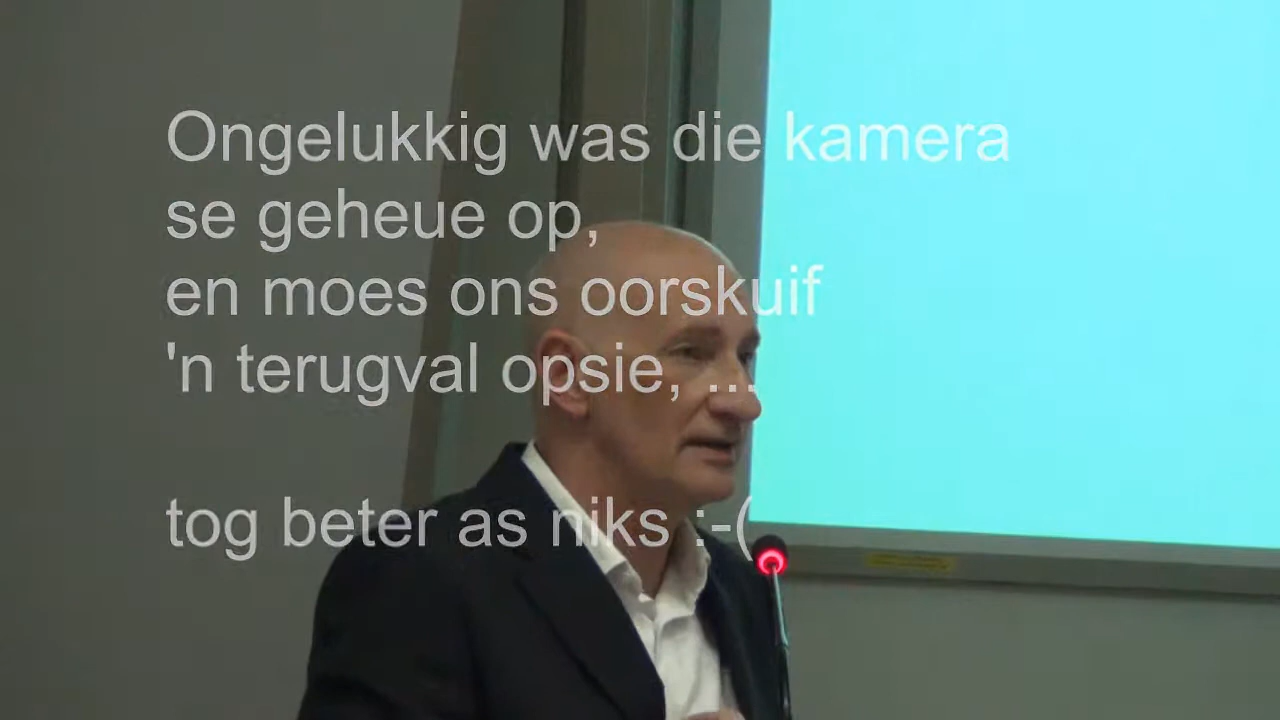 Ongelukkig was die kamera
se geheue op,
en moes ons oorskuif
'n terugval opsie, ...
tog beter as niks :-(